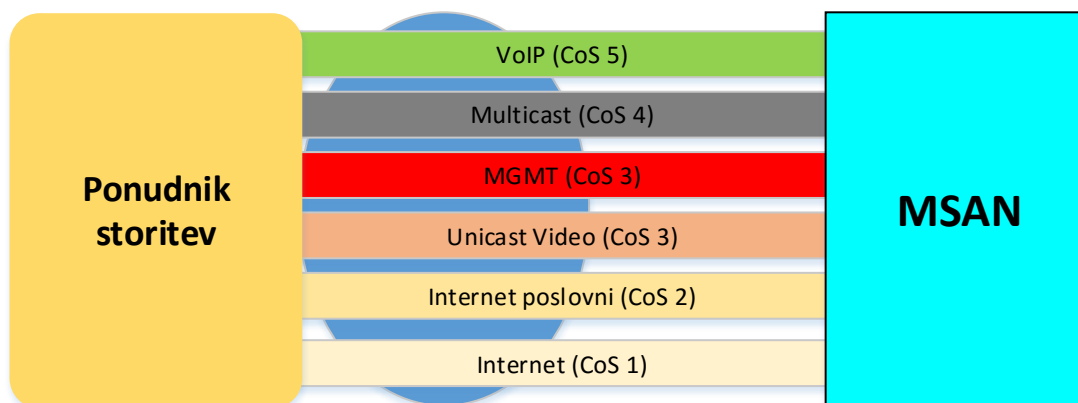 Ponudnik
storitev
VoIP (CoS 5)
Multicast (CoS 4)
MGMT (CoS 3)
Unicast Video (CoS 3)
Internet poslovni (CoS 2)
Internet (CoS 1)
MSAN